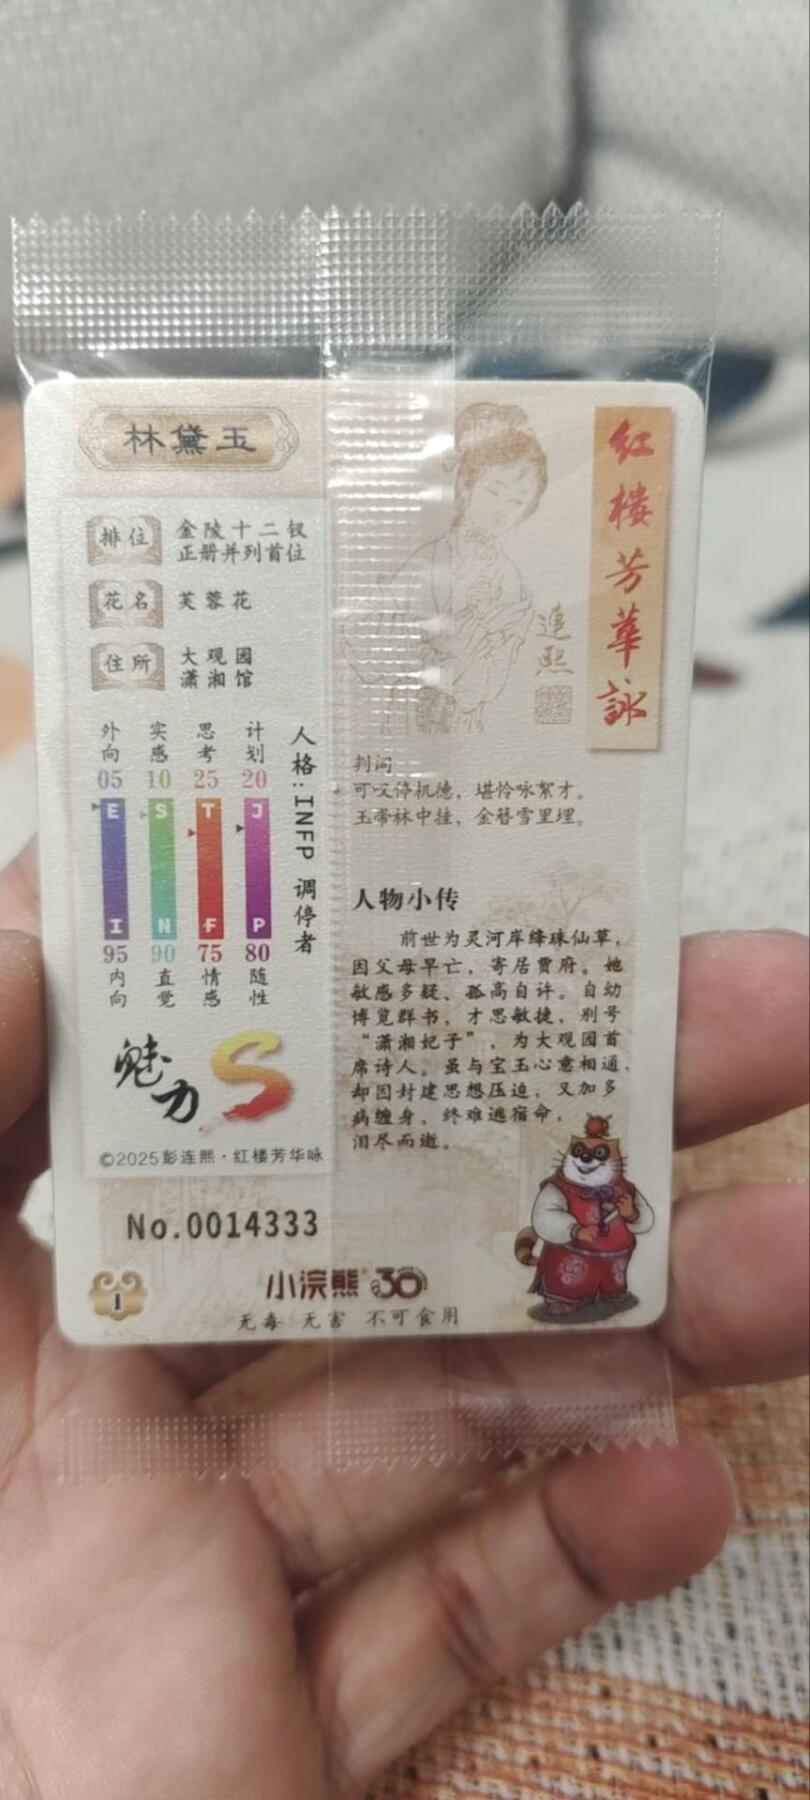 林黛玉
排位 金陵十二钗
正册并列首位
花名 芙蓉花
住所 大观园
潇湘馆
外向 实感 思考 计划
05 10 25 20
E S T J
I N F P
95 90 75 80
内向 直觉 情感 随性
人格:INFP 调停者
魅力 S
©2025彭连熙·红楼芳华咏
No.0014333
1
红楼芳華詠
連熙
判词
可叹停机德，堪怜咏絮才。
玉带林中挂，金簪雪里埋。
人物小传
前世为灵河岸绛珠仙草，
因父母早亡，寄居贾府。她
敏感多疑、孤高自许。自幼
博览群书，才思敏捷，别号
“潇湘妃子”，为大观园首
席诗人。虽与宝玉心意相通，
却因封建思想压迫，又加多
病缠身，终难逃宿命，
泪尽而逝。
小浣熊 30
无毒 无害 不可食用